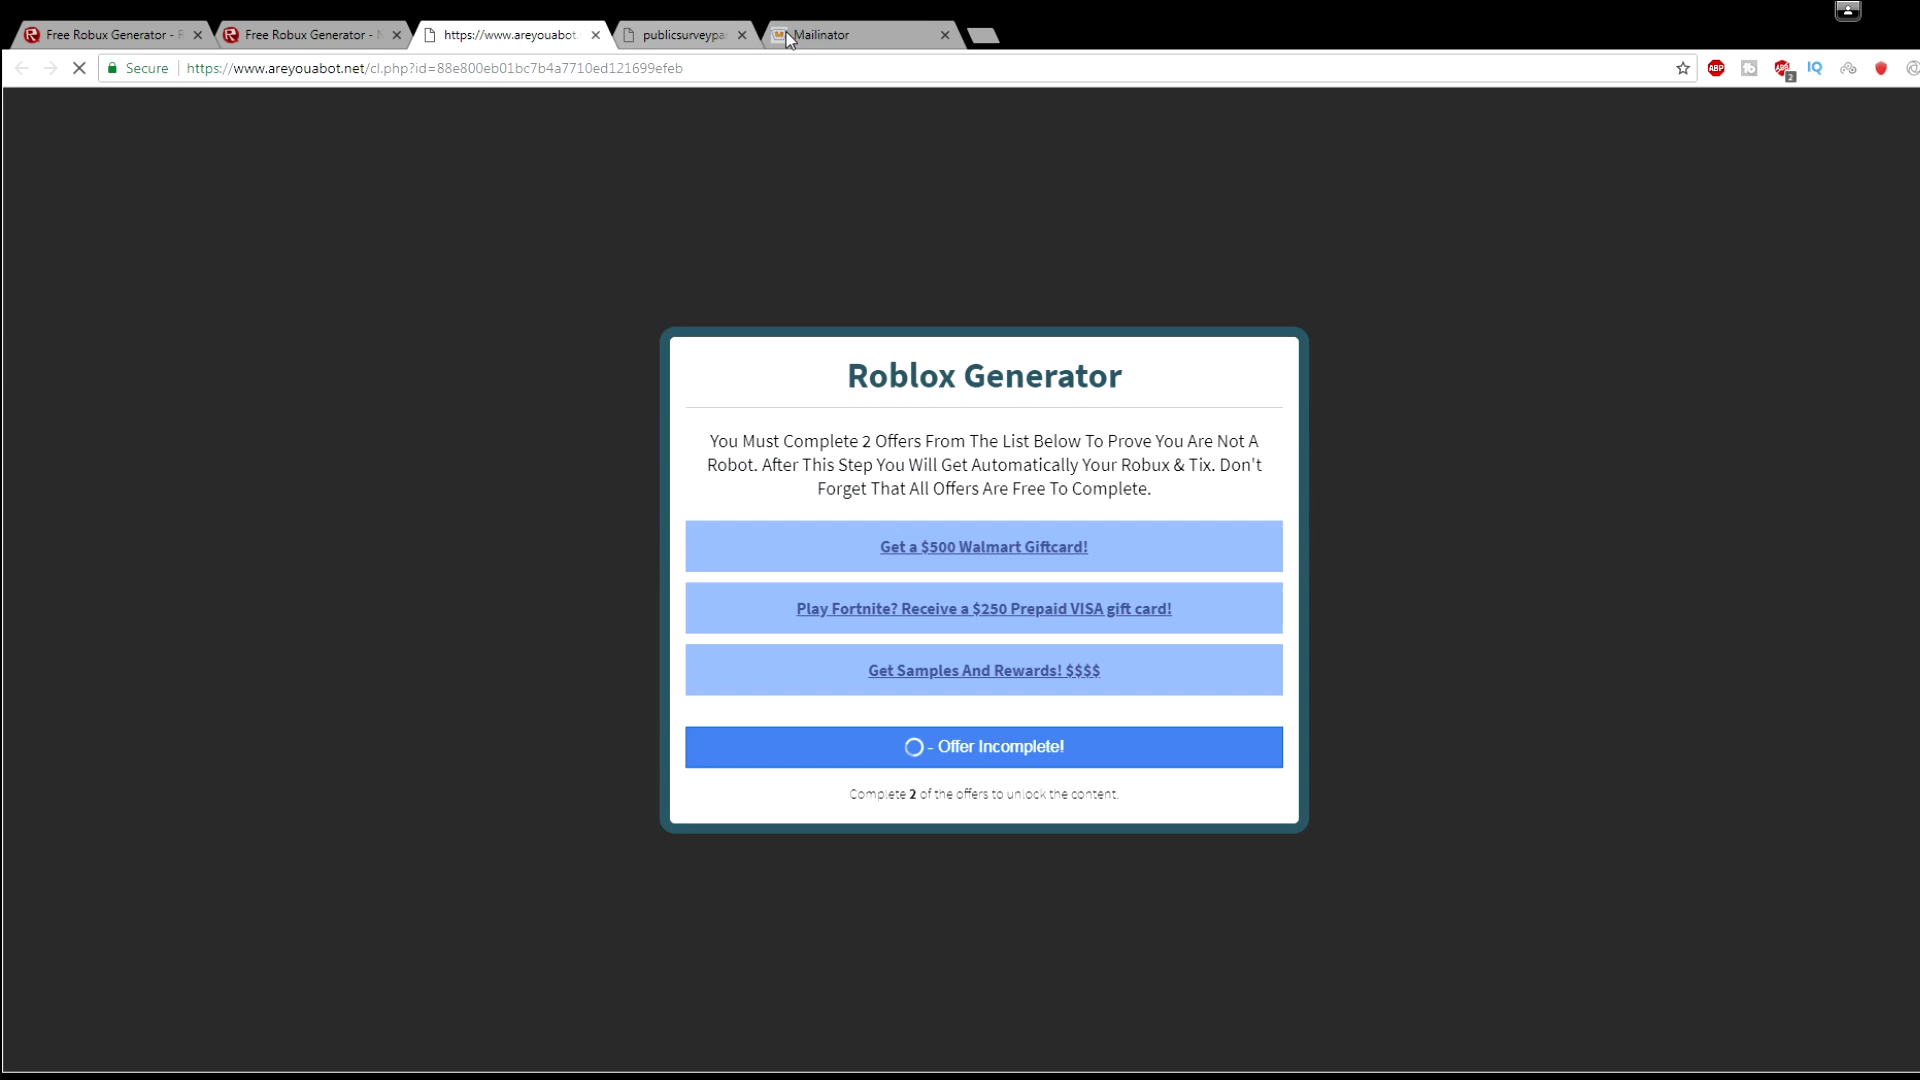 Free Robux Generator - R
Free Robux Generator - N
https://www.areyouabot.
publicsurveypa
Mailinator
Secure
https://www.areyouabot.net/cl.php?id=88e800eb01bc7b4a7710ed121699efeb
ABP
2
IQ
Roblox Generator
You Must Complete 2 Offers From The List Below To Prove You Are Not A
Robot. After This Step You Will Get Automatically Your Robux & Tix. Don't
Forget That All Offers Are Free To Complete.
Get a $500 Walmart Giftcard!
Play Fortnite? Receive a $250 Prepaid VISA gift card!
Get Samples And Rewards! $$$$
- Offer Incomplete!
Complete 2 of the offers to unlock the content.